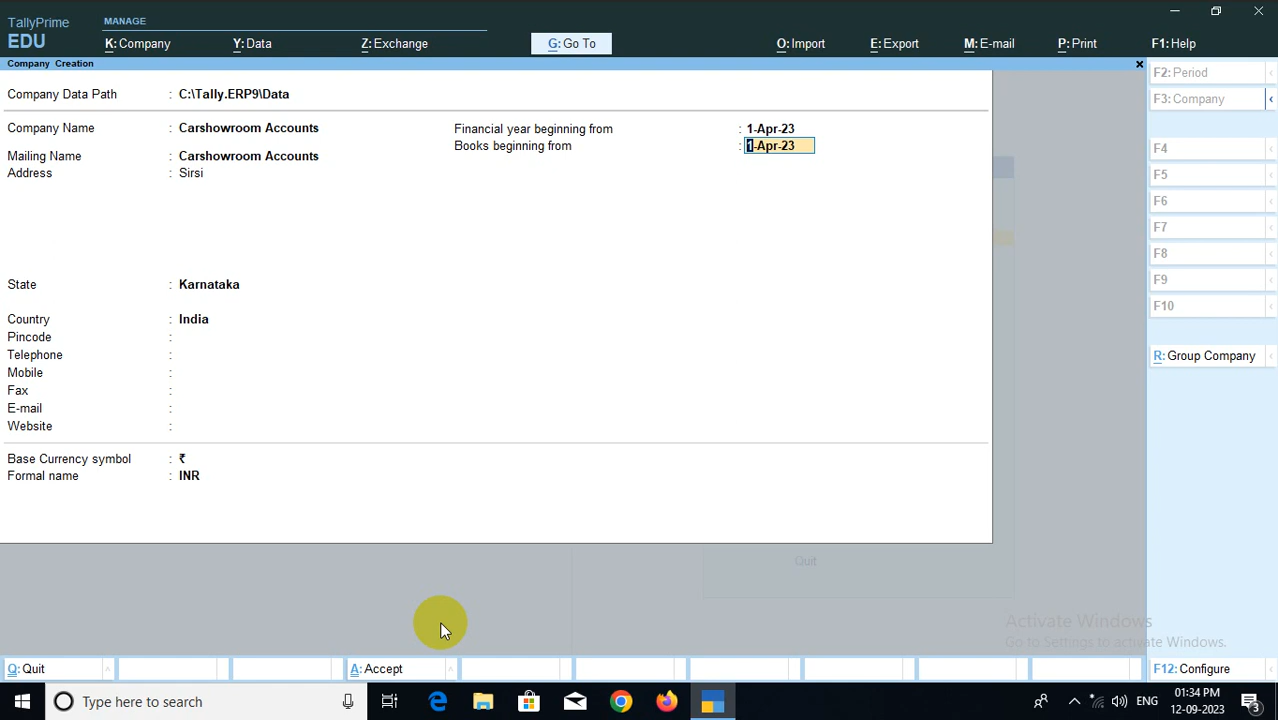 TallyPrime
EDU
MANAGE
K: Company
Y: Data
Z: Exchange
G: Go To
O: Import
E: Export
M: E-mail
P: Print
F1: Help
Company Creation
Company Data Path : C:\Tally.ERP9\Data
Company Name : Carshowroom Accounts
Mailing Name : Carshowroom Accounts
Address : Sirsi
State : Karnataka
Country : India
Pincode :
Telephone :
Mobile :
Fax :
E-mail :
Website :
Base Currency symbol : ₹
Formal name : INR
Financial year beginning from : 1-Apr-23
Books beginning from : 1-Apr-23
Quit
F2: Period
F3: Company
F4
F5
F6
F7
F8
F9
F10
R: Group Company
Activate Windows
Go to Settings to activate Windows.
Q: Quit
A: Accept
F12: Configure
Type here to search
ENG
01:34 PM
12-09-2023
3